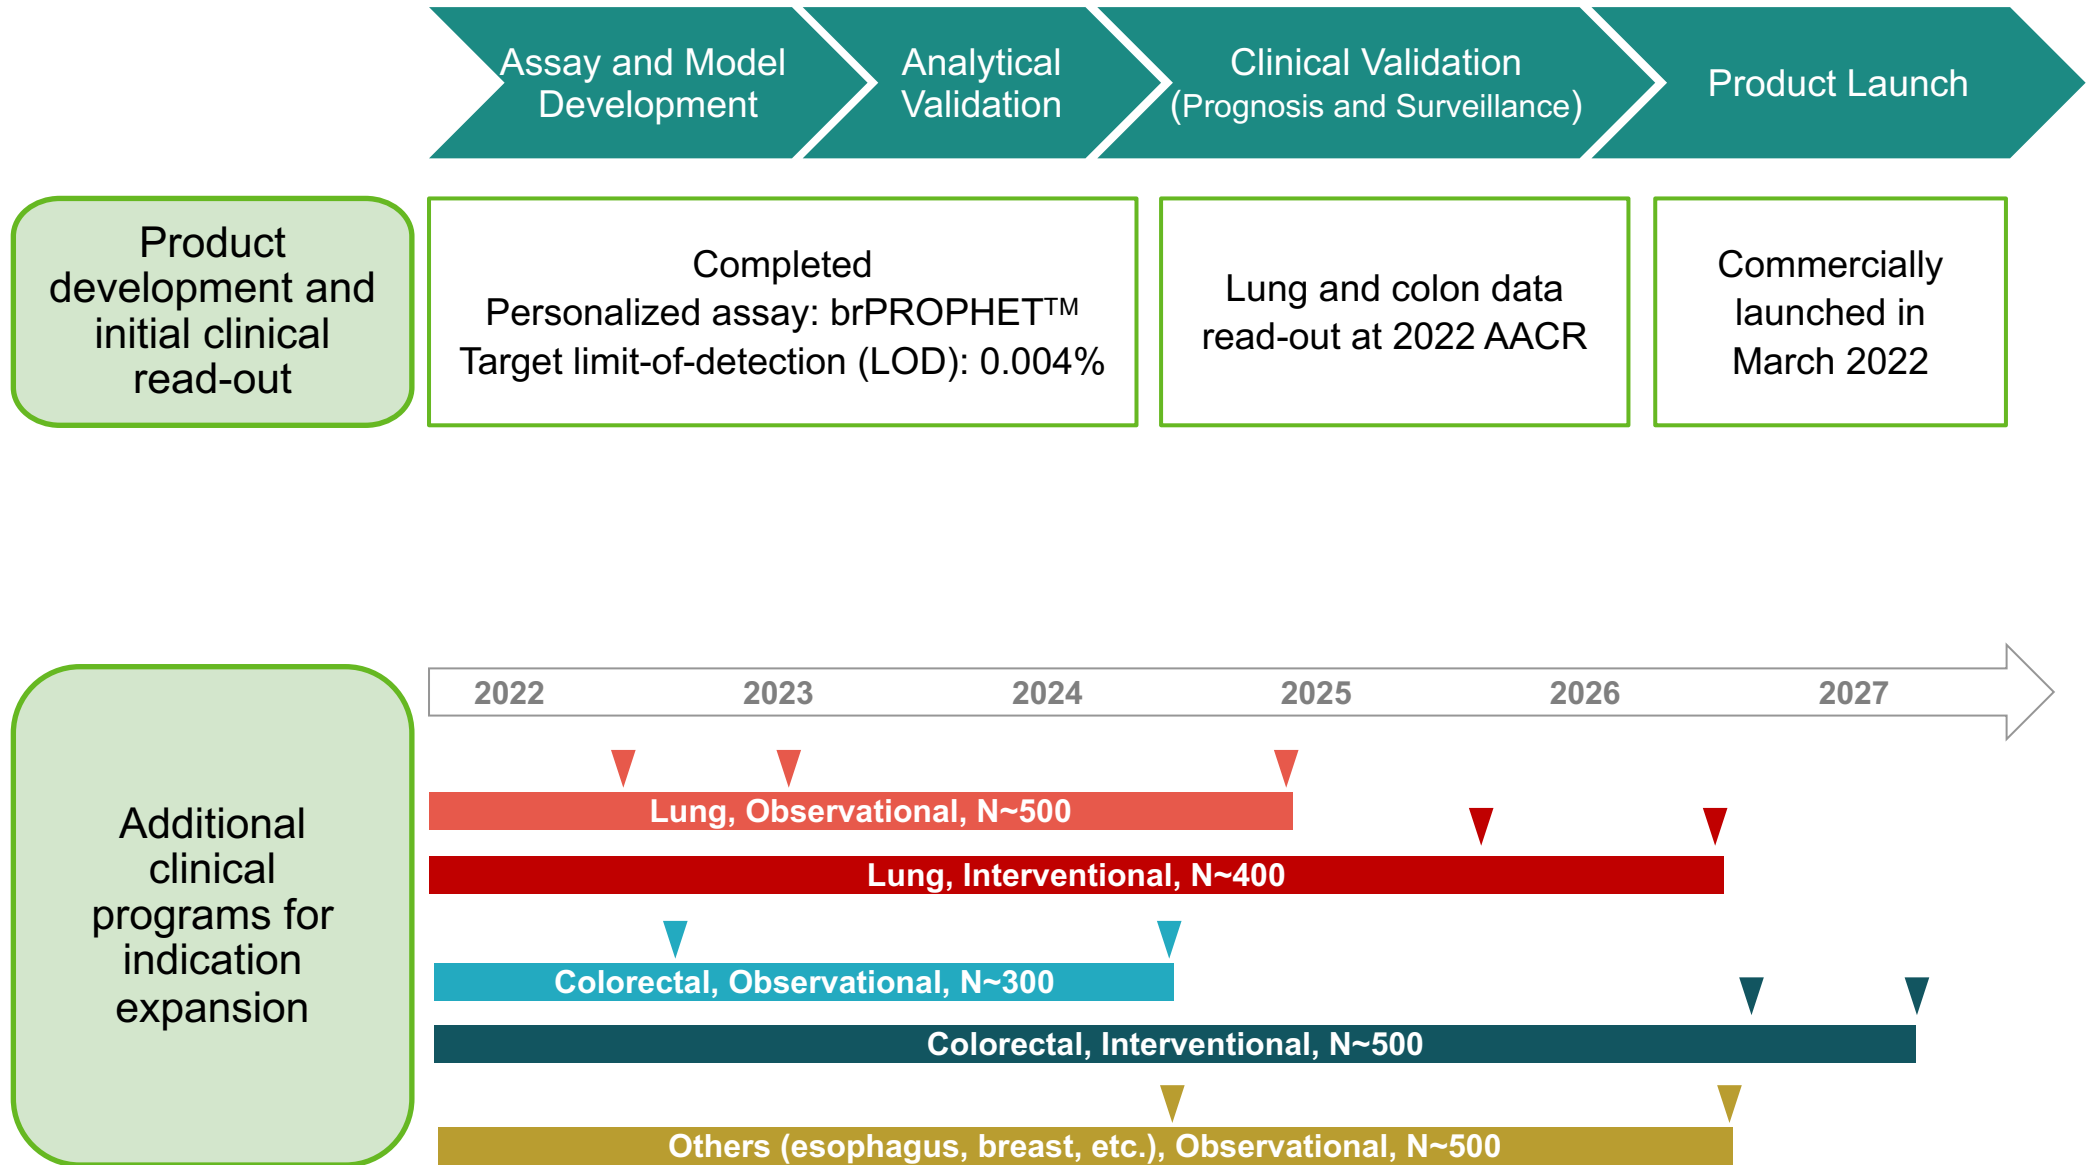 Assay and Model
Development
Analytical
Validation
Clinical Validation
(Prognosis and Surveillance)
Product Launch
Product
development and
initial clinical
read-out
Completed
Personalized assay: brPROPHET™
Target limit-of-detection (LOD): 0.004%
Lung and colon data
read-out at 2022 AACR
Commercially
launched in
March 2022
Additional
clinical
programs for
indication
expansion
2022 2023 2024 2025 2026 2027
Lung, Observational, N~500
Lung, Interventional, N~400
Colorectal, Observational, N~300
Colorectal, Interventional, N~500
Others (esophagus, breast, etc.), Observational, N~500